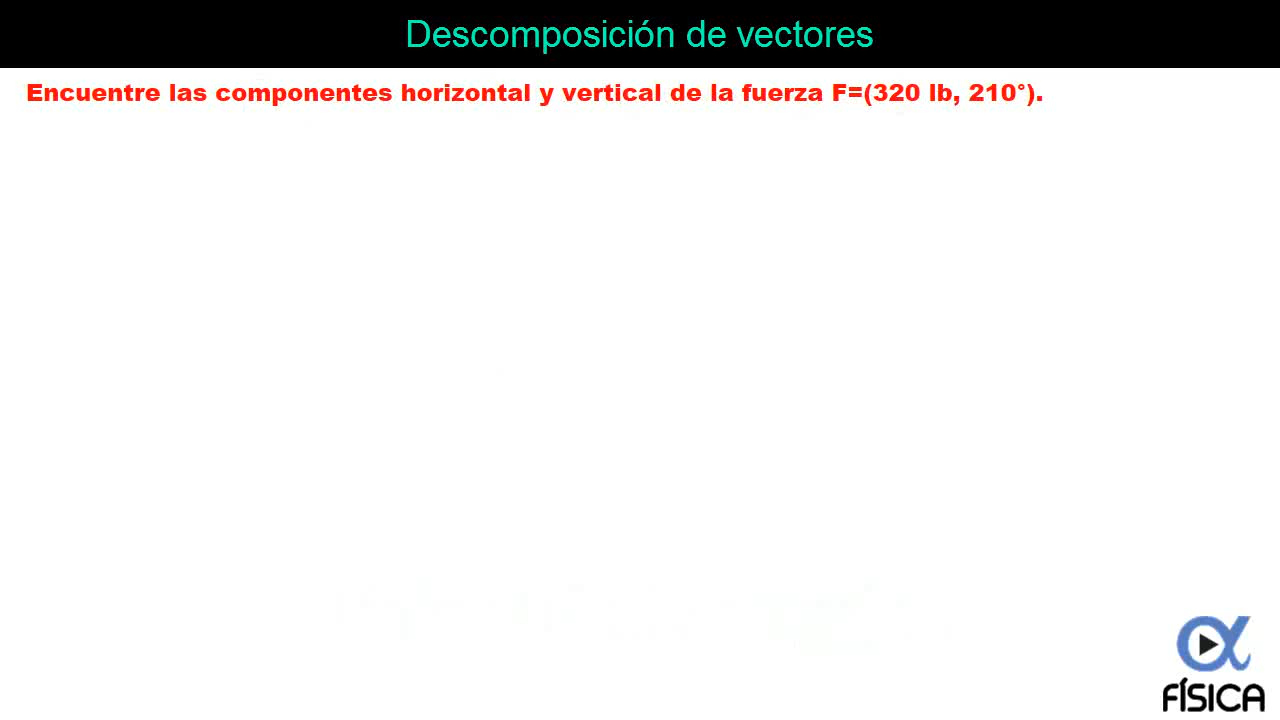 Descomposición de vectores
Encuentre las componentes horizontal y vertical de la fuerza F=(320 lb, 210°).
FÍSICA